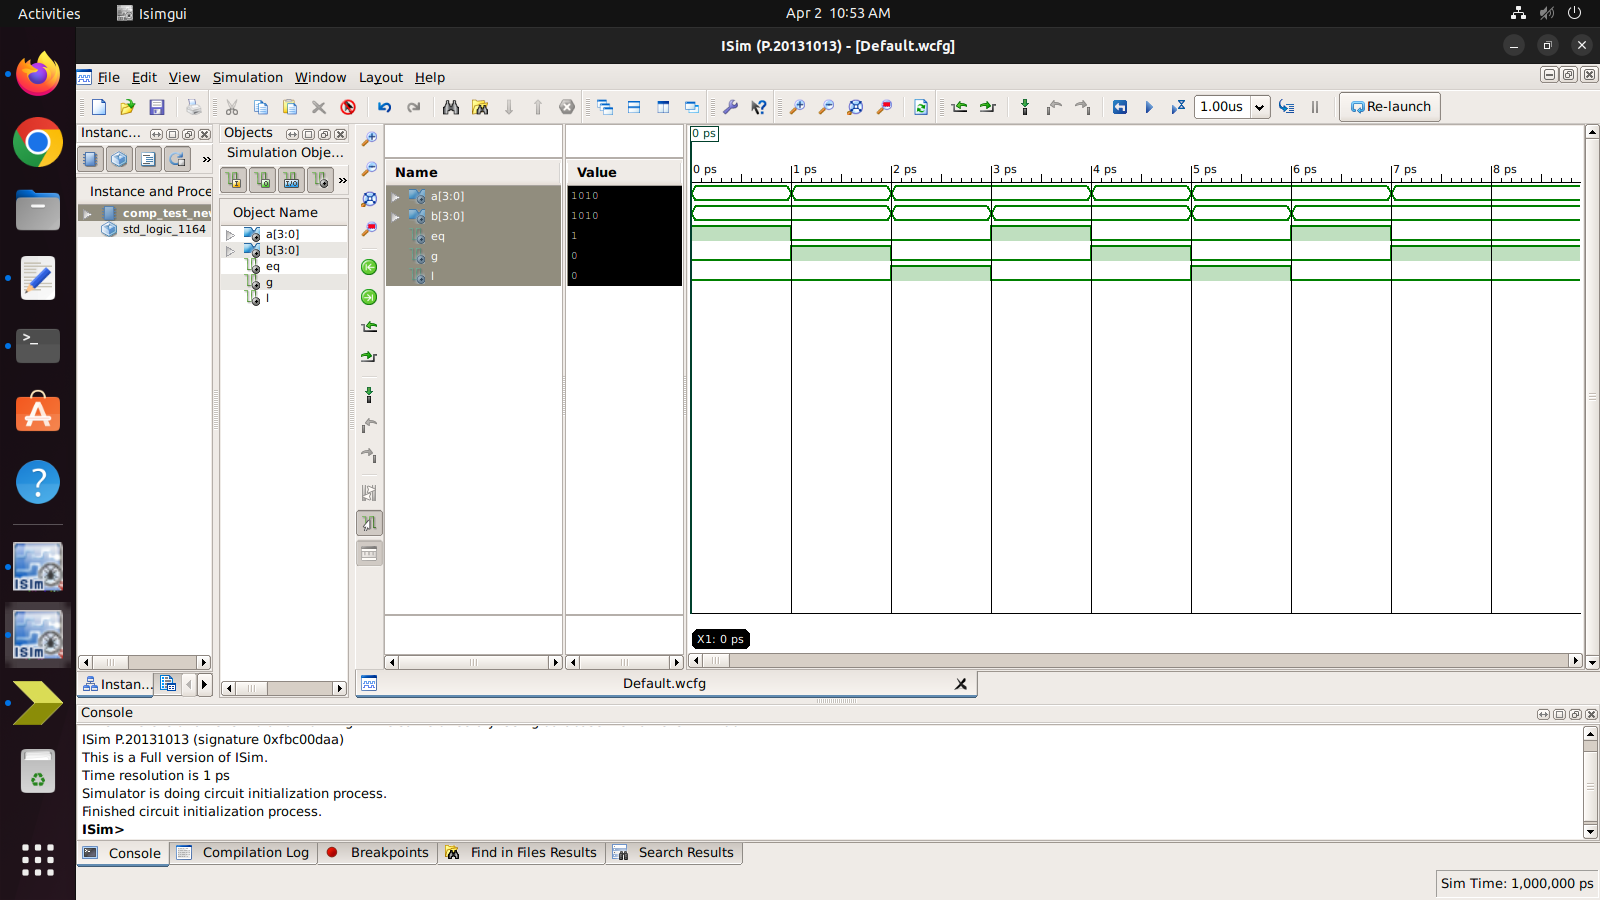 Activities
Isimgui
Apr 2 10:53 AM
ISim (P.20131013) - [Default.wcfg]
File Edit View Simulation Window Layout Help
1.00us
Re-launch
Instanc...
Objects
Simulation Obje...
Instance and Proce
comp_test_new
std_logic_1164
Object Name
a[3:0]
b[3:0]
eq
g
l
Name
Value
a[3:0] 1010
b[3:0] 1010
eq 1
g 0
l 0
0 ps
0 ps 1 ps 2 ps 3 ps 4 ps 5 ps 6 ps 7 ps 8 ps
X1: 0 ps
Instan...
Default.wcfg
Console
ISim P.20131013 (signature 0xfbc00daa)
This is a Full version of ISim.
Time resolution is 1 ps
Simulator is doing circuit initialization process.
Finished circuit initialization process.
ISim>
Console
Compilation Log
Breakpoints
Find in Files Results
Search Results
Sim Time: 1,000,000 ps
ISim
ISim